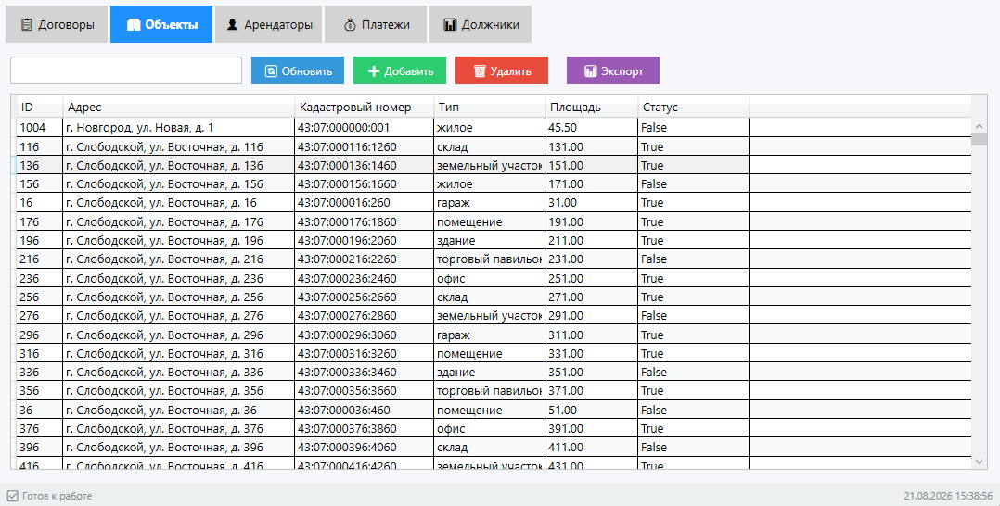 Договоры Объекты Арендаторы Платежи Должники
Обновить Добавить Удалить Экспорт
ID Адрес Кадастровый номер Тип Площадь Статус
1004 г. Новгород, ул. Новая, д. 1 43:07:000000:001 жилое 45.50 False
116 г. Слободской, ул. Восточная, д. 116 43:07:000116:1260 склад 131.00 True
136 г. Слободской, ул. Восточная, д. 136 43:07:000136:1460 земельный участок 151.00 True
156 г. Слободской, ул. Восточная, д. 156 43:07:000156:1660 жилое 171.00 False
16 г. Слободской, ул. Восточная, д. 16 43:07:000016:260 гараж 31.00 True
176 г. Слободской, ул. Восточная, д. 176 43:07:000176:1860 помещение 191.00 True
196 г. Слободской, ул. Восточная, д. 196 43:07:000196:2060 здание 211.00 True
216 г. Слободской, ул. Восточная, д. 216 43:07:000216:2260 торговый павильон 231.00 False
236 г. Слободской, ул. Восточная, д. 236 43:07:000236:2460 офис 251.00 True
256 г. Слободской, ул. Восточная, д. 256 43:07:000256:2660 склад 271.00 True
276 г. Слободской, ул. Восточная, д. 276 43:07:000276:2860 земельный участок 291.00 False
296 г. Слободской, ул. Восточная, д. 296 43:07:000296:3060 гараж 311.00 True
316 г. Слободской, ул. Восточная, д. 316 43:07:000316:3260 помещение 331.00 True
336 г. Слободской, ул. Восточная, д. 336 43:07:000336:3460 здание 351.00 False
356 г. Слободской, ул. Восточная, д. 356 43:07:000356:3660 торговый павильон 371.00 True
36 г. Слободской, ул. Восточная, д. 36 43:07:000036:460 помещение 51.00 False
376 г. Слободской, ул. Восточная, д. 376 43:07:000376:3860 офис 391.00 True
396 г. Слободской, ул. Восточная, д. 396 43:07:000396:4060 склад 411.00 False
416 г. Слободской, ул. Восточная, д. 416 43:07:000416:4260 земельный участок 431.00 True
Готов к работе 21.08.2026 15:38:56